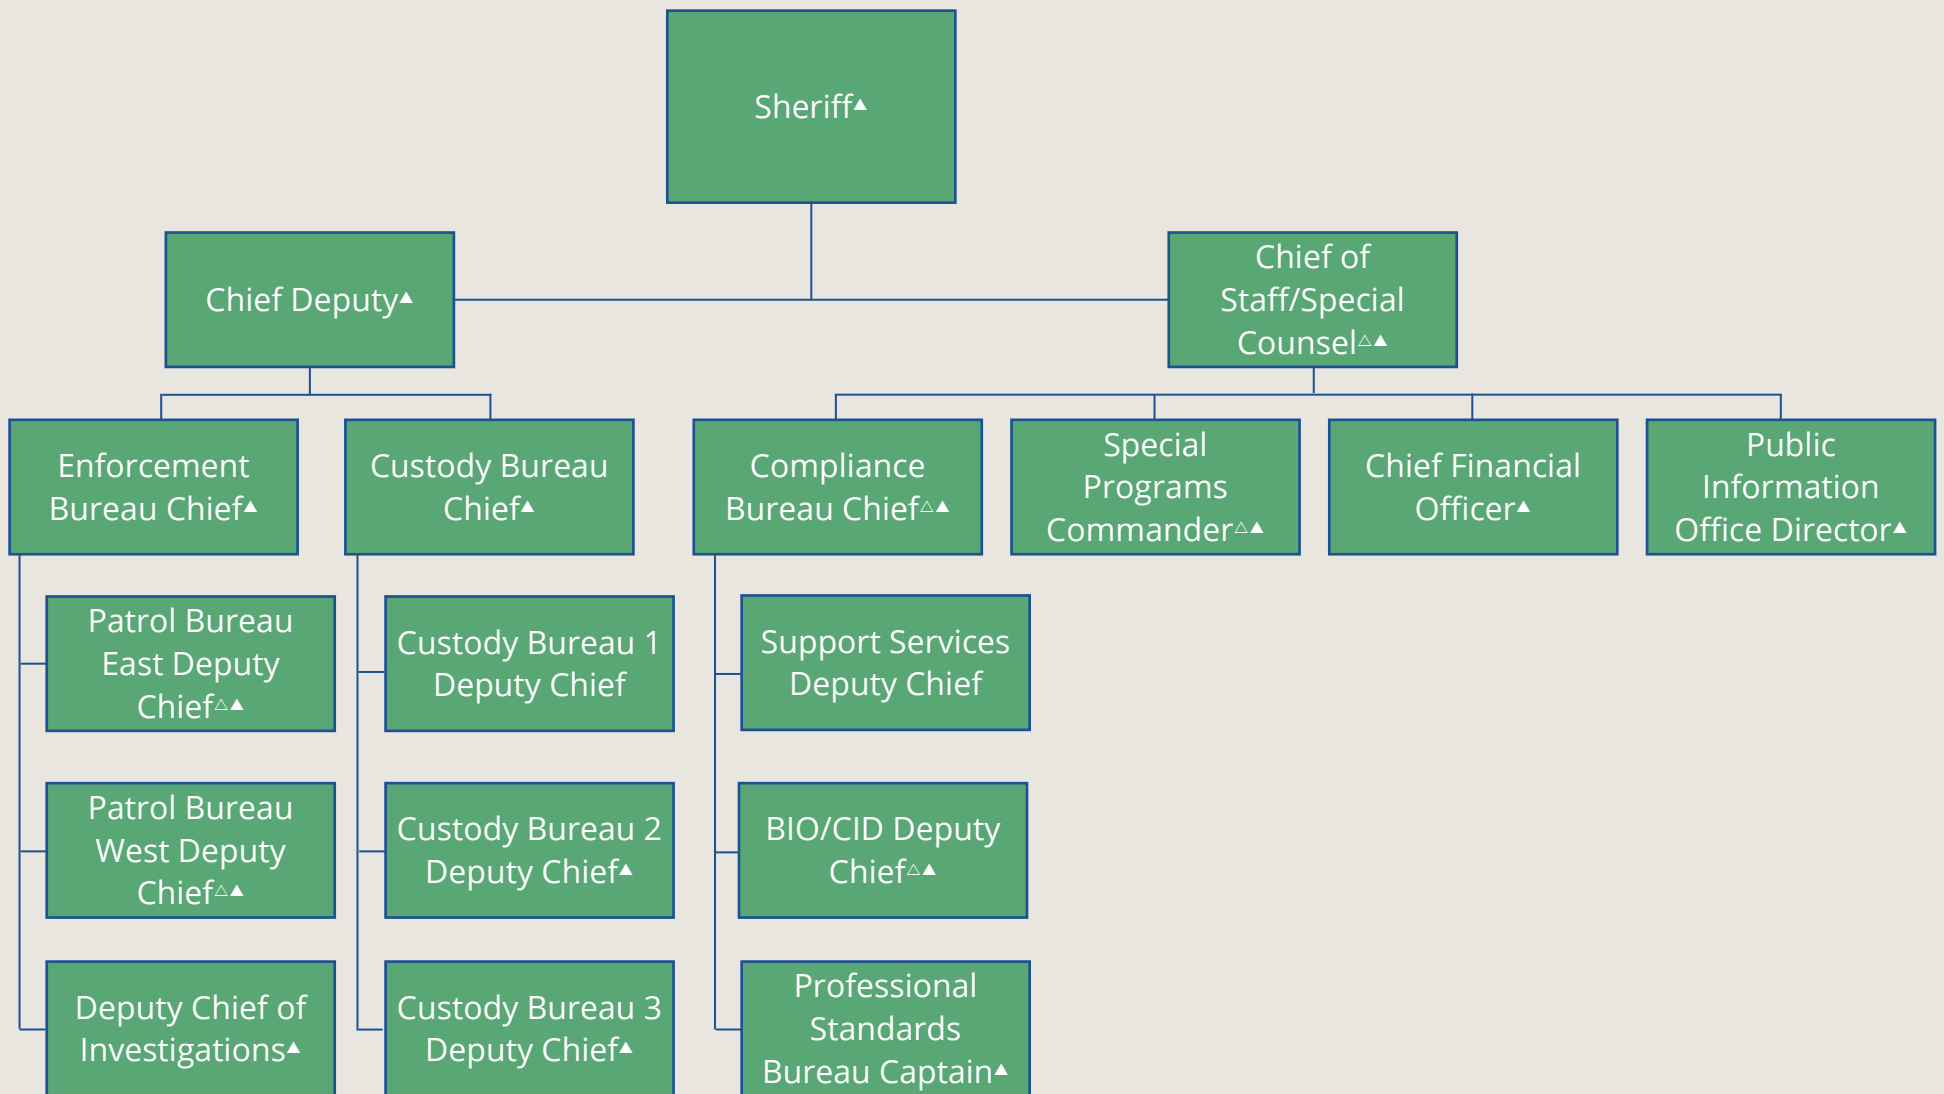 Sheriff▲
Chief Deputy▲
Chief of
Staff/Special
Counsel△▲
Enforcement
Bureau Chief▲
Custody Bureau
Chief▲
Compliance
Bureau Chief△▲
Special
Programs
Commander△▲
Chief Financial
Officer▲
Public
Information
Office Director▲
Patrol Bureau
East Deputy
Chief△▲
Custody Bureau 1
Deputy Chief
Support Services
Deputy Chief
Patrol Bureau
West Deputy
Chief△▲
Custody Bureau 2
Deputy Chief▲
BIO/CID Deputy
Chief△▲
Deputy Chief of
Investigations▲
Custody Bureau 3
Deputy Chief▲
Professional
Standards
Bureau Captain▲